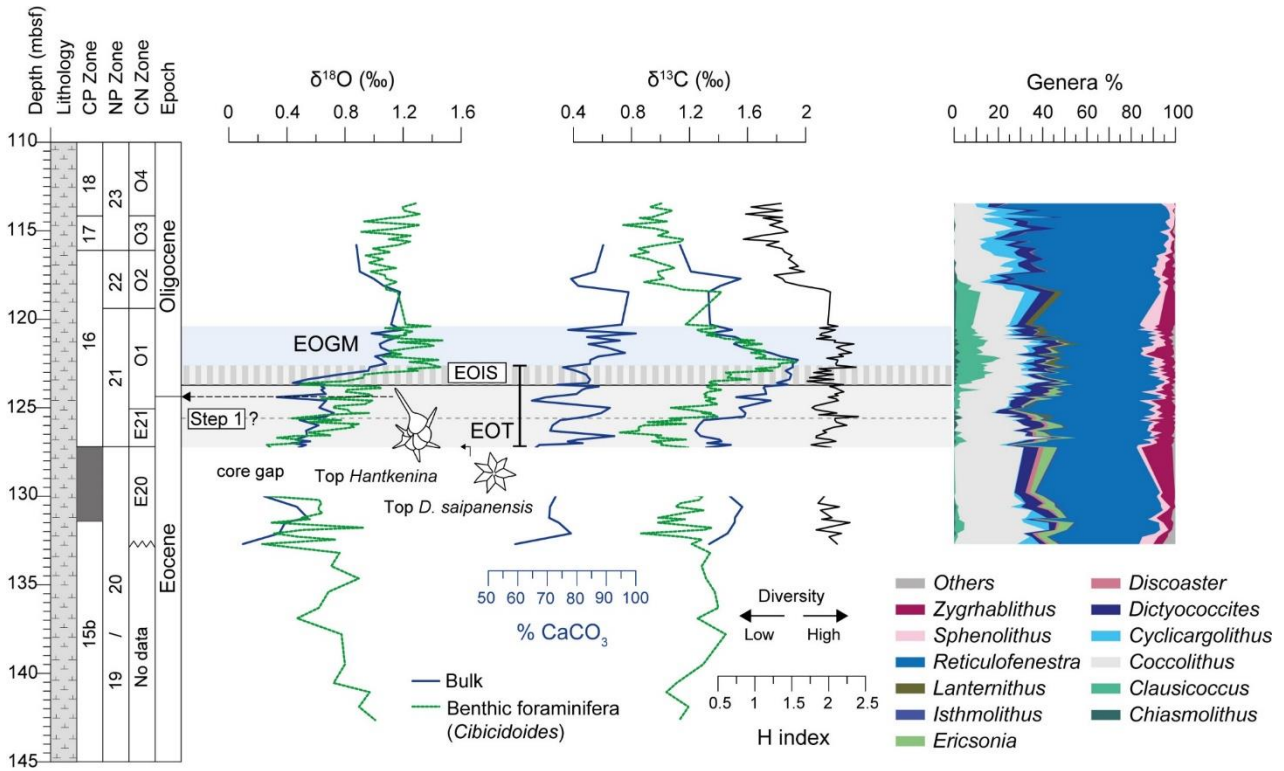 Depth (mbsf)
Lithology
CP Zone
NP Zone
CN Zone
Epoch
δ18O (‰)
0 0.4 0.8 1.2 1.6
δ13C (‰)
0.4 0.8 1.2 1.6 2
Genera %
0 20 40 60 80 100
110
115
120
125
130
135
140
145
18
17
16
15b
23
22
21
20
/
19
O4
O3
O2
O1
E21
E20
No data
Oligocene
Eocene
EOGM
EOIS
Step 1 ?
EOT
core gap
Top Hantkenina
Top D. saipanensis
50 60 70 80 90 100
% CaCO3
Diversity
Low High
Bulk
Benthic foraminifera
(Cibicidoides)
0.5 1 1.5 2 2.5
H index
Others
Zygrhablithus
Sphenolithus
Reticulofenestra
Lanternithus
Isthmolithus
Ericsonia
Discoaster
Dictyococcites
Cyclicargolithus
Coccolithus
Clausicoccus
Chiasmolithus